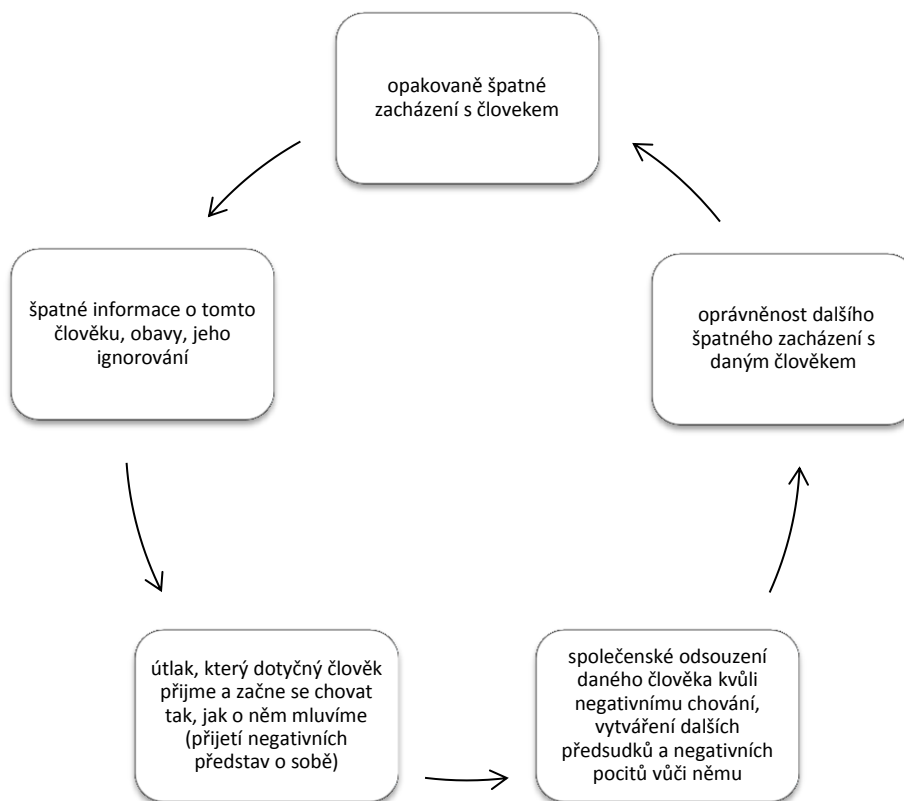 opakovaně špatné
zacházení s človekem
špatné informace o tomto
člověku, obavy, jeho
ignorování
útlak, který dotyčný člověk
přijme a začne se chovat
tak, jak o něm mluvíme
(přijetí negativních
představ o sobě)
společenské odsouzení
daného člověka kvůli
negativnímu chování,
vytváření dalších
předsudků a negativních
pocitů vůči němu
oprávněnost dalšího
špatného zacházení s
daným člověkem